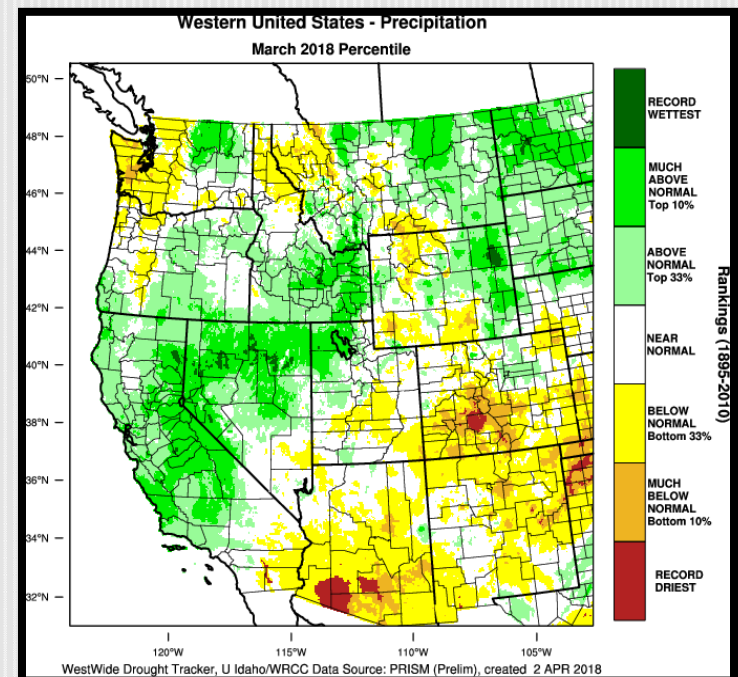 Western United States - Precipitation
March 2018 Percentile
50°N
48°N
46°N
44°N
42°N
40°N
38°N
36°N
34°N
32°N
120°W
115°W
110°W
105°W
RECORD
WETTEST
MUCH
ABOVE
NORMAL
Top 10%
ABOVE
NORMAL
Top 33%
NEAR
NORMAL
BELOW
NORMAL
Bottom 33%
MUCH
BELOW
NORMAL
Bottom 10%
RECORD
DRIEST
Rankings (1895-2010)
WestWide Drought Tracker, U Idaho/WRCC Data Source: PRISM (Prelim), created 2 APR 2018